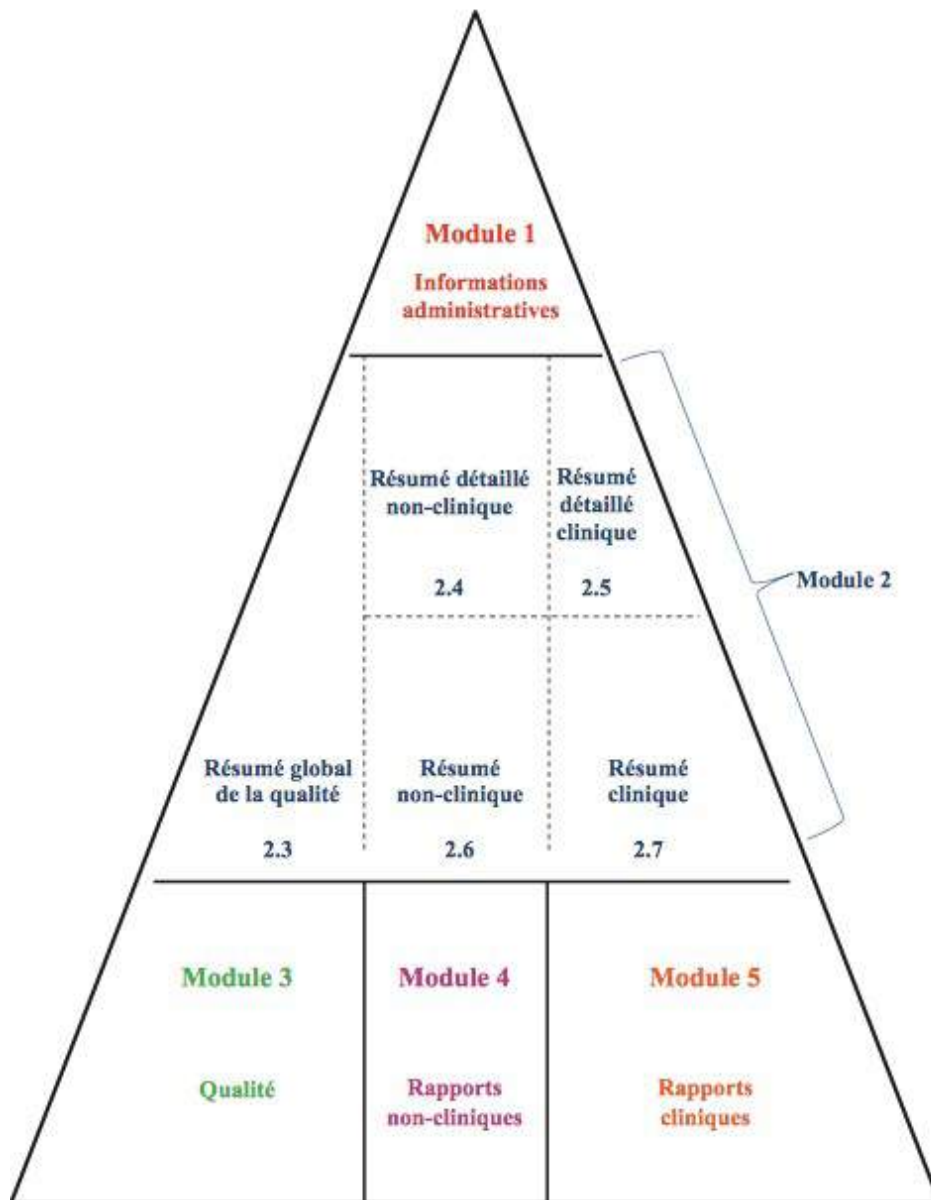 Module 1
Informations
administratives
Résumé détaillé
non-clinique
2.4
Résumé
détaillé
clinique
2.5
Module 2
Résumé global
de la qualité
2.3
Résumé
non-clinique
2.6
Résumé
clinique
2.7
Module 3
Qualité
Module 4
Rapports
non-cliniques
Module 5
Rapports
cliniques